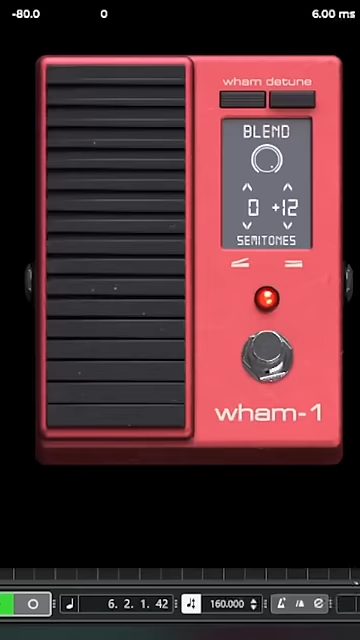 -80.0 0 6.00 ms
wham detune
BLEND
0 +12
SEMITONES
wham-1
6. 2. 1. 42 160.000